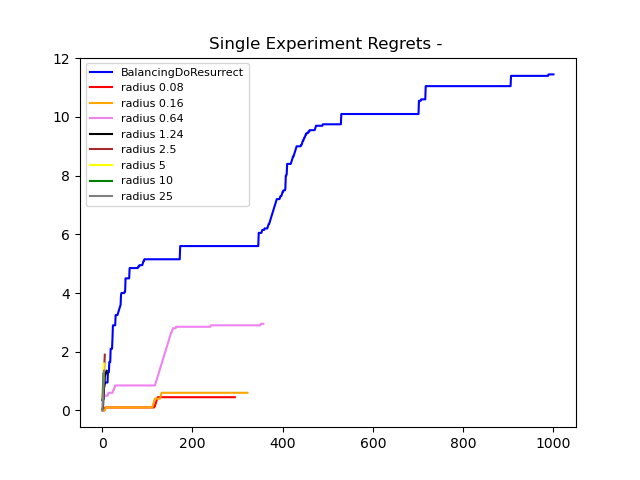 Single Experiment Regrets -
BalancingDoResurrect
radius 0.08
radius 0.16
radius 0.64
radius 1.24
radius 2.5
radius 5
radius 10
radius 25
12
10
8
6
4
2
0
0 200 400 600 800 1000